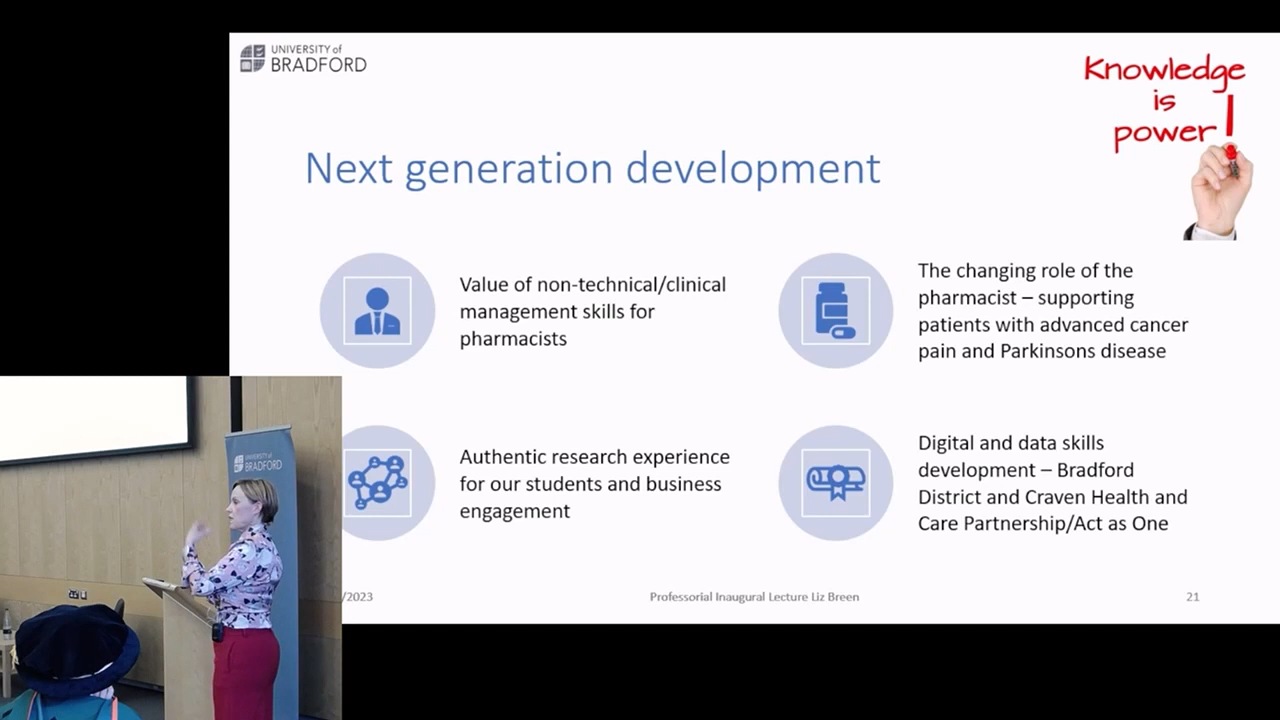 UNIVERSITY of
BRADFORD
Knowledge
is
power!
Next generation development
Value of non-technical/clinical
management skills for
pharmacists
The changing role of the
pharmacist – supporting
patients with advanced cancer
pain and Parkinsons disease
Authentic research experience
for our students and business
engagement
Digital and data skills
development – Bradford
District and Craven Health and
Care Partnership/Act as One
/2023
Professorial Inaugural Lecture Liz Breen
21
UNIVERSITY of
BRADFORD